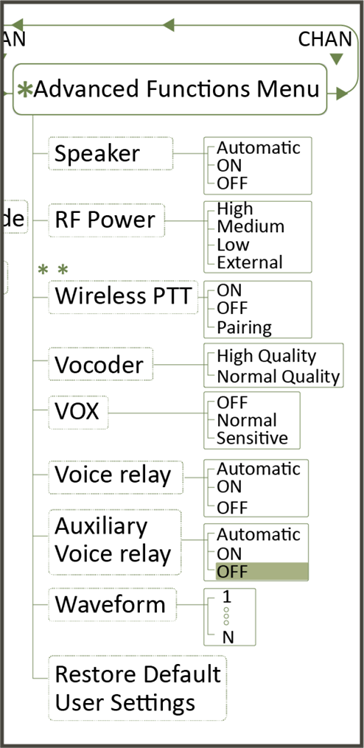 AN
CHAN
*Advanced Functions Menu
Speaker
Automatic
ON
OFF
de
RF Power
High
Medium
Low
External
* *
Wireless PTT
ON
OFF
Pairing
Vocoder
High Quality
Normal Quality
VOX
OFF
Normal
Sensitive
Voice relay
Automatic
ON
OFF
Auxiliary
Voice relay
Automatic
ON
OFF
Waveform
1
N
Restore Default
User Settings